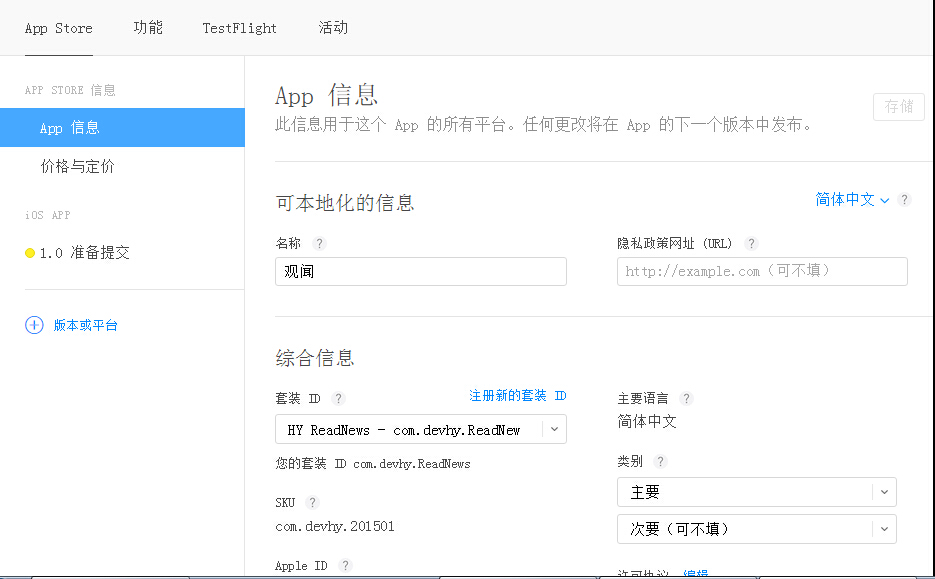 App Store 功能 TestFlight 活动
APP STORE 信息
App 信息
价格与定价
iOS APP
1.0 准备提交
版本或平台
App 信息
此信息用于这个 App 的所有平台。任何更改将在 App 的下一个版本中发布。
存储
可本地化的信息
简体中文 ?
名称 ?
观闻
隐私政策网址 (URL) ?
http://example.com（可不填）
综合信息
套装 ID ? 注册新的套装 ID
HY ReadNews - com.devhy.ReadNew
您的套装 ID com.devhy.ReadNews
SKU ?
com.devhy.201501
Apple ID ?
主要语言 ?
简体中文
类别 ?
主要
次要（可不填）
许可协议 编辑